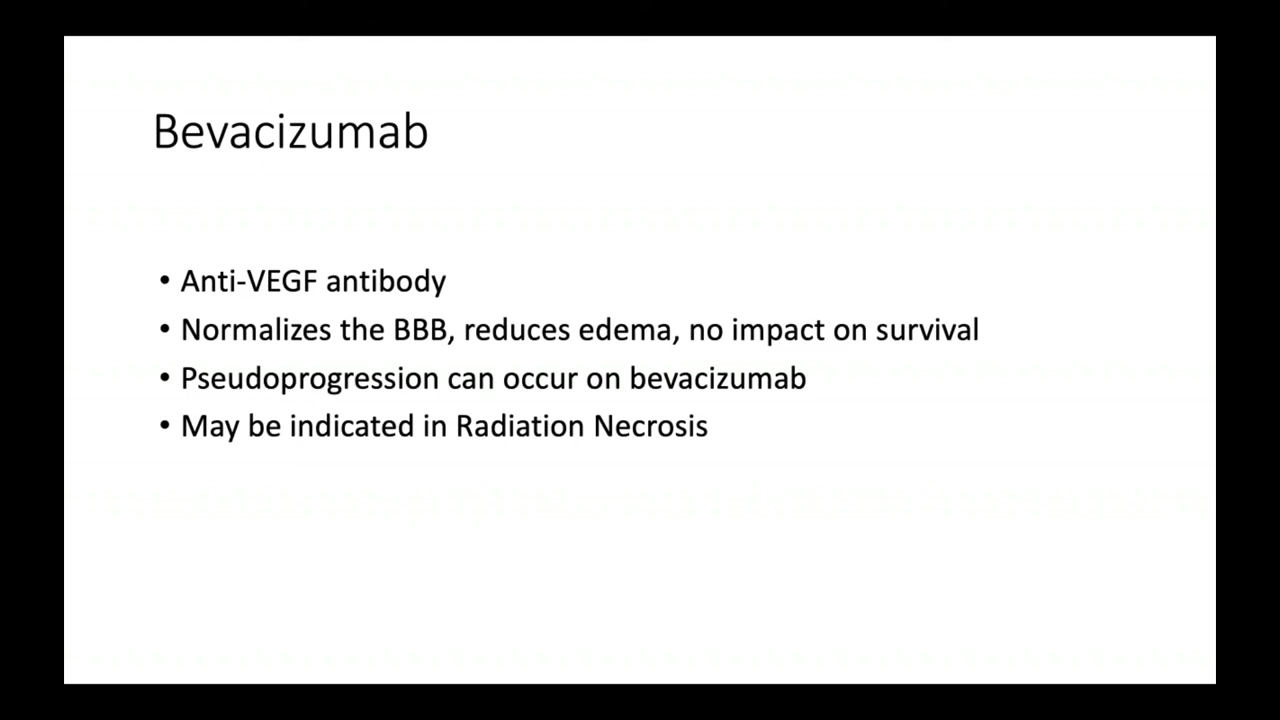 Bevacizumab
• Anti-VEGF antibody
• Normalizes the BBB, reduces edema, no impact on survival
• Pseudoprogression can occur on bevacizumab
• May be indicated in Radiation Necrosis